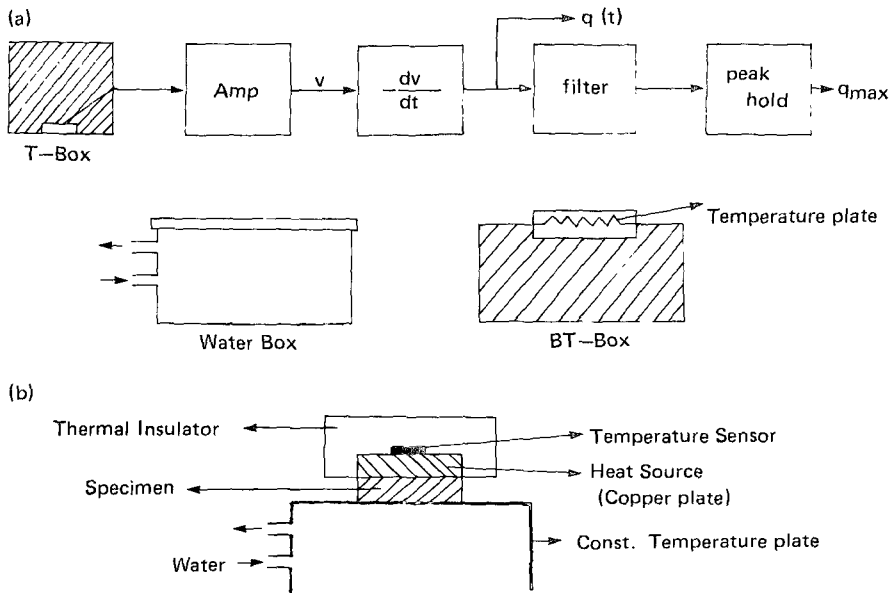 (a)
q (t)
Amp
v
dv
dt
filter
peak
hold
qmax
T-Box
Temperature plate
Water Box
BT-Box
(b)
Thermal Insulator
Temperature Sensor
Heat Source
(Copper plate)
Specimen
Const. Temperature plate
Water